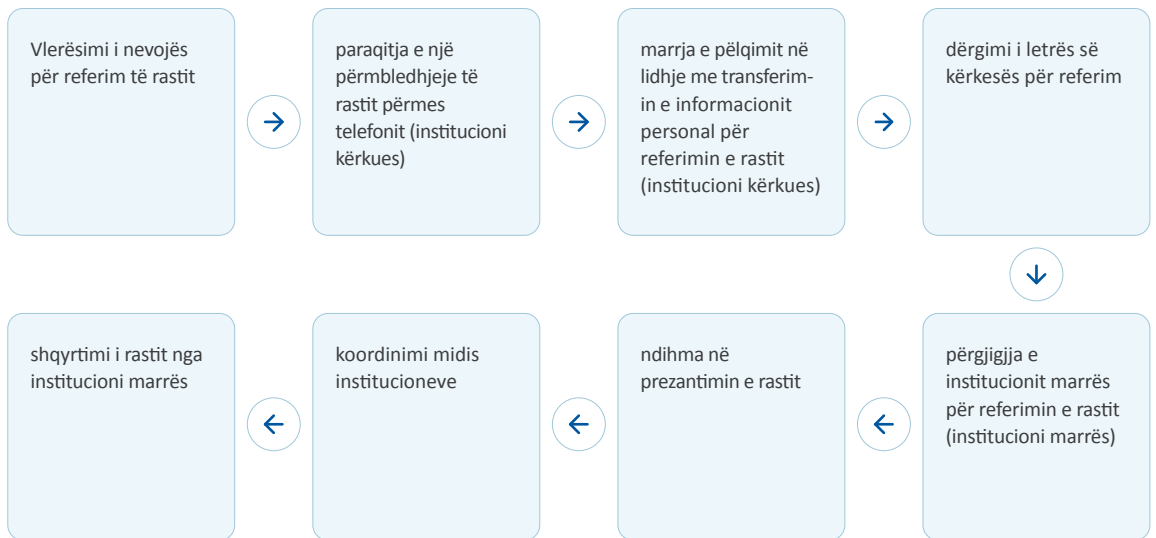 Vlerësimi i nevojës
për referim të rastit
paraqitja e një
përmbledhjeje të
rastit përmes
telefonit (institucioni
kërkues)
marrja e pëlqimit në
lidhje me transferim-
in e informacionit
personal për
referimin e rastit
(institucioni kërkues)
dërgimi i letrës së
kërkesës për referim
përgjigjja e
institucionit marrës
për referimin e rastit
(institucioni marrës)
ndihma në
prezantimin e rastit
koordinimi midis
institucioneve
shqyrtimi i rastit nga
institucioni marrës